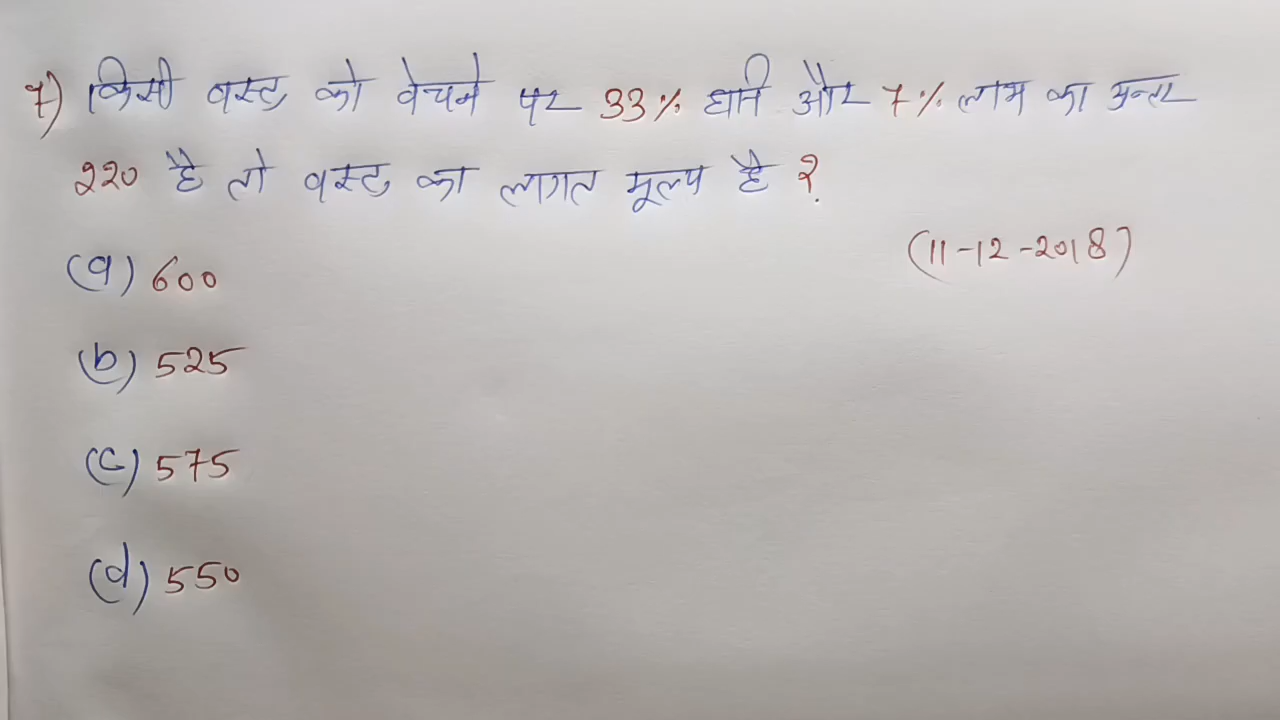 7) किसी वस्तु को बेचने पर 33% हानि और 7% लाभ का अन्तर
220 है तो वस्तु का लागत मूल्य है ?
(11-12-2018)
(a) 600
(b) 525
(c) 575
(d) 550